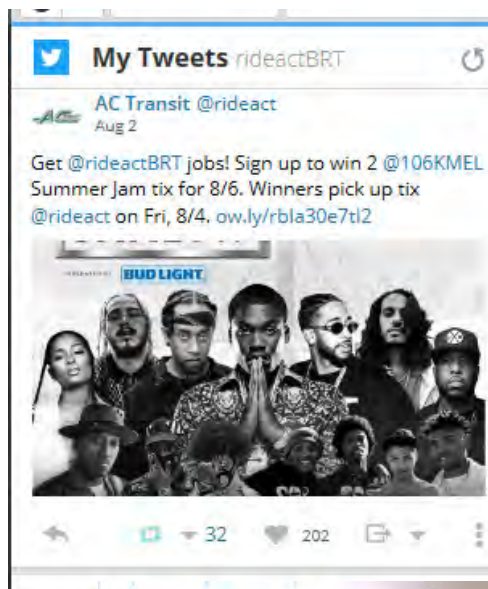 My Tweets rideactBRT
AC Transit @rideact
Aug 2
Get @rideactBRT jobs! Sign up to win 2 @106KMEL
Summer Jam tix for 8/6. Winners pick up tix
@rideact on Fri, 8/4. ow.ly/rbla30e7tl2
BUD LIGHT
32
202